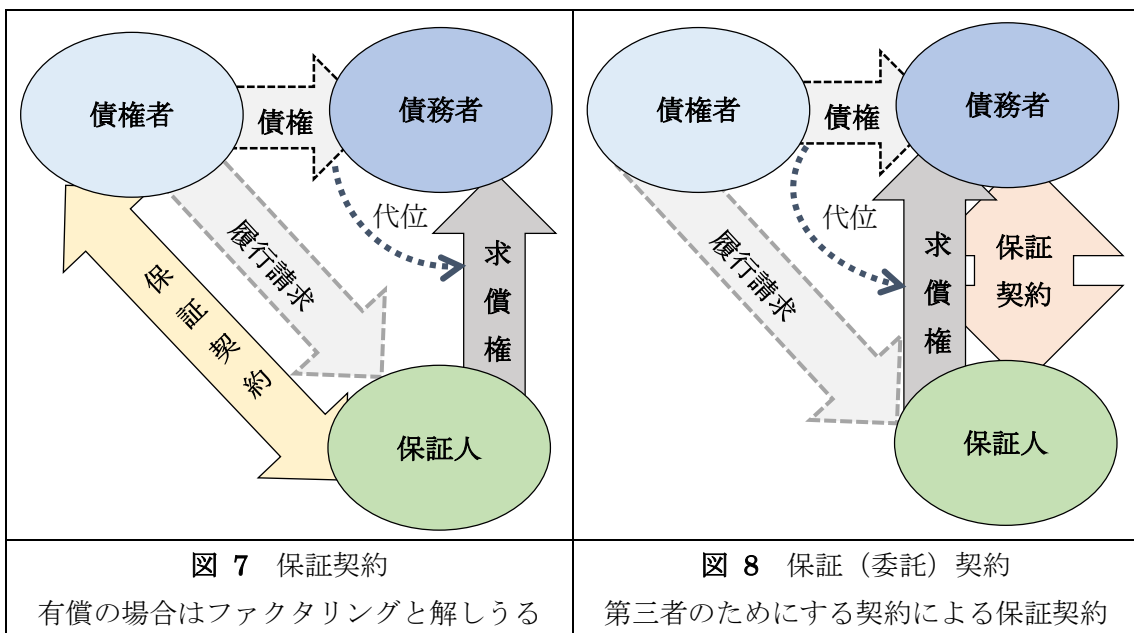 債権者
債権
債務者
代位
履行請求
求償権
保証契約
保証人
図 7 保証契約
有償の場合はファクタリングと解しうる
債権者
債権
債務者
代位
履行請求
求償権
保証
契約
保証人
図 8 保証（委託）契約
第三者のためにする契約による保証契約